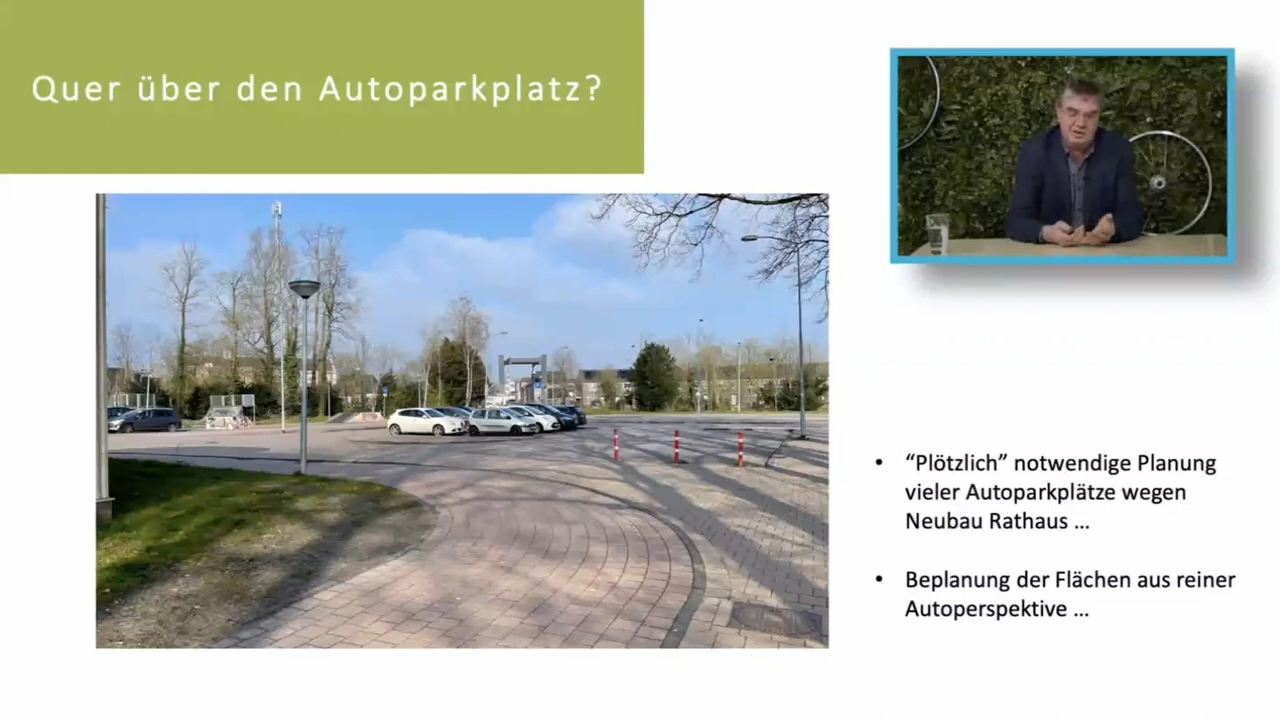 Quer über den Autoparkplatz?
• “Plötzlich” notwendige Planung
vieler Autoparkplätze wegen
Neubau Rathaus ...
• Beplanung der Flächen aus reiner
Autoperspektive ...